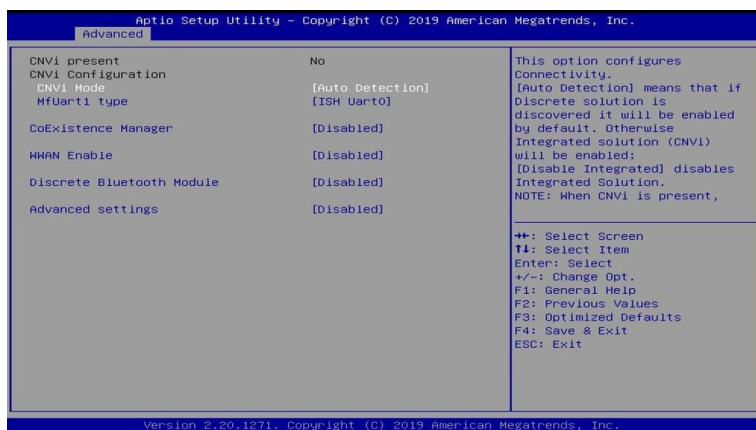 Aptio Setup Utility – Copyright (C) 2019 American Megatrends, Inc.
Advanced
CNVi present No
CNVi Configuration
CNVi Mode [Auto Detection]
MfUart1 type [ISH Uart0]
CoExistence Manager [Disabled]
WWAN Enable [Disabled]
Discrete Bluetooth Module [Disabled]
Advanced settings [Disabled]
This option configures
Connectivity.
[Auto Detection] means that if
Discrete solution is
discovered it will be enabled
by default. Otherwise
Integrated solution (CNVi)
will be enabled;
[Disable Integrated] disables
Integrated Solution.
NOTE: When CNVi is present,
→←: Select Screen
↑↓: Select Item
Enter: Select
+/-: Change Opt.
F1: General Help
F2: Previous Values
F3: Optimized Defaults
F4: Save & Exit
ESC: Exit
Version 2.20.1271. Copyright (C) 2019 American Megatrends, Inc.